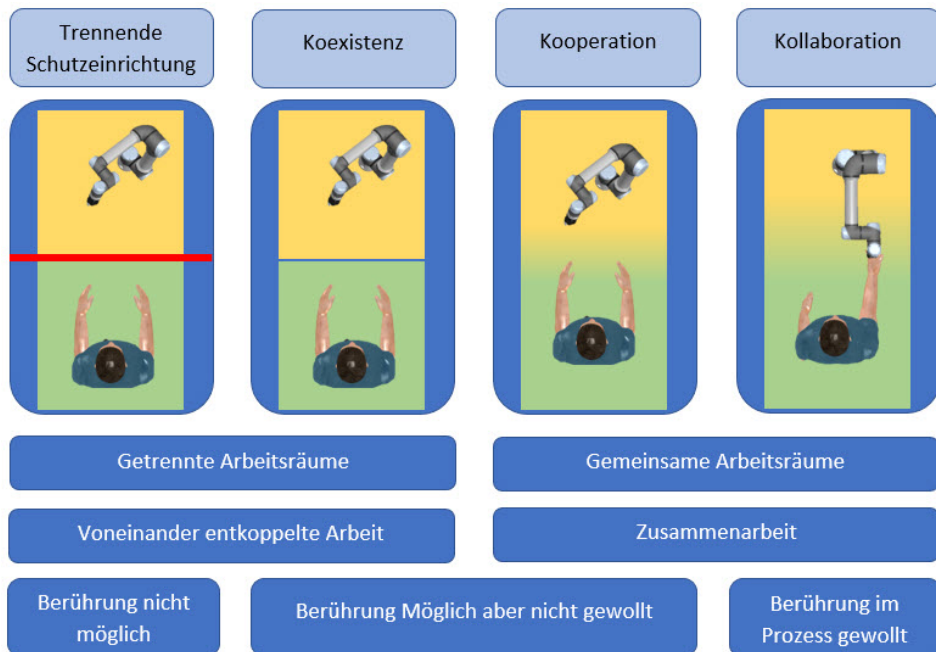 Trennende
Schutzeinrichtung
Koexistenz
Kooperation
Kollaboration
Getrennte Arbeitsräume
Gemeinsame Arbeitsräume
Voneinander entkoppelte Arbeit
Zusammenarbeit
Berührung nicht
möglich
Berührung Möglich aber nicht gewollt
Berührung im
Prozess gewollt